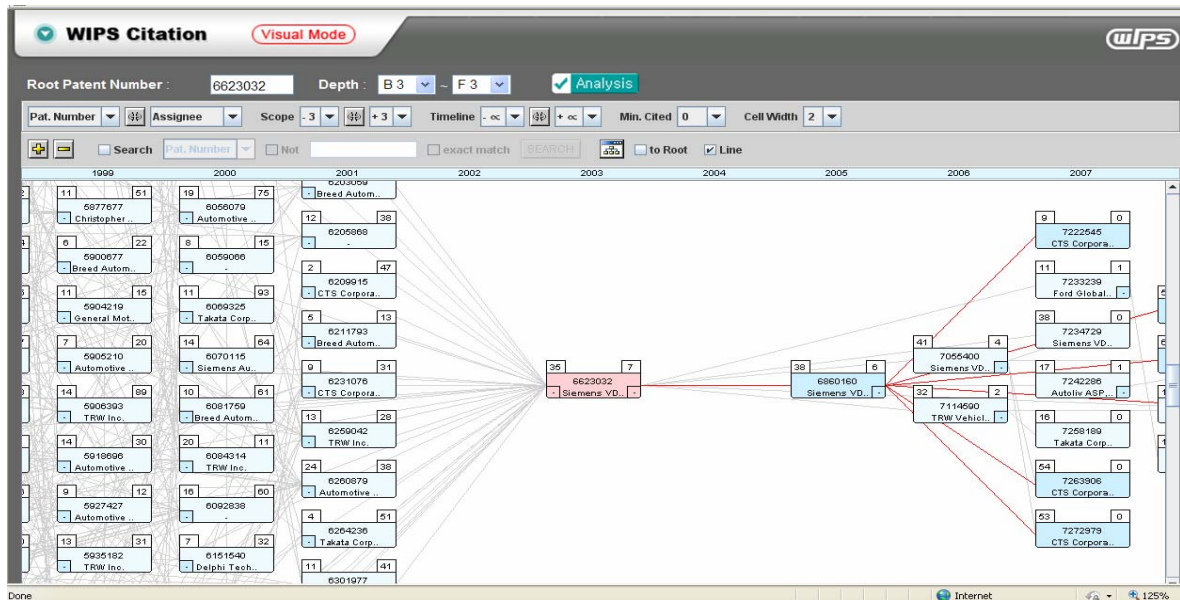 WIPS Citation
Visual Mode
wips
Root Patent Number :
6623032
Depth :
B 3
~
F 3
Analysis
Pat. Number
Assignee
Scope
- 3
+ 3
Timeline
- ∝
+ ∝
Min. Cited
0
Cell Width
2
Search
Pat. Number
Not
exact match
SEARCH
to Root
Line
1999
2000
2001
2002
2003
2004
2005
2006
2007
11 51
5877677
Christopher ..
6 22
5900677
Breed Autom..
11 15
5904219
General Mot..
7 20
5905210
Automotive ..
14 89
5906393
TRW Inc.
14 30
5918696
Automotive ..
9 12
5927427
Automotive ..
13 31
5935182
TRW Inc.
19 75
6056079
Automotive ..
8 15
6059066
-
11 93
6069325
Takata Corp..
14 64
6070115
Siemens Au..
10 61
6081759
Breed Autom..
20 11
6084314
TRW Inc.
16 60
6092838
-
7 32
6151540
Delphi Tech..
6203059
Breed Autom..
12 38
6205868
-
2 47
6209915
CTS Corpora..
5 13
6211793
Breed Autom..
9 31
6231076
CTS Corpora..
13 28
6259042
TRW Inc.
24 38
6260879
Automotive ..
4 51
6264236
Takata Corp..
11 41
6301977
35 7
6623032
Siemens VD..
38 6
6860160
Siemens VD..
41 4
7055400
Siemens VD..
32 2
7114590
TRW Vehicl..
9 0
7222545
CTS Corpora..
11 1
7233239
Ford Global..
38 0
7234729
Siemens VD..
17 1
7242286
Autoliv ASP,..
16 0
7258189
Takata Corp..
54 0
7263906
CTS Corpora..
53 0
7272979
CTS Corpora..
Done
Internet
125%